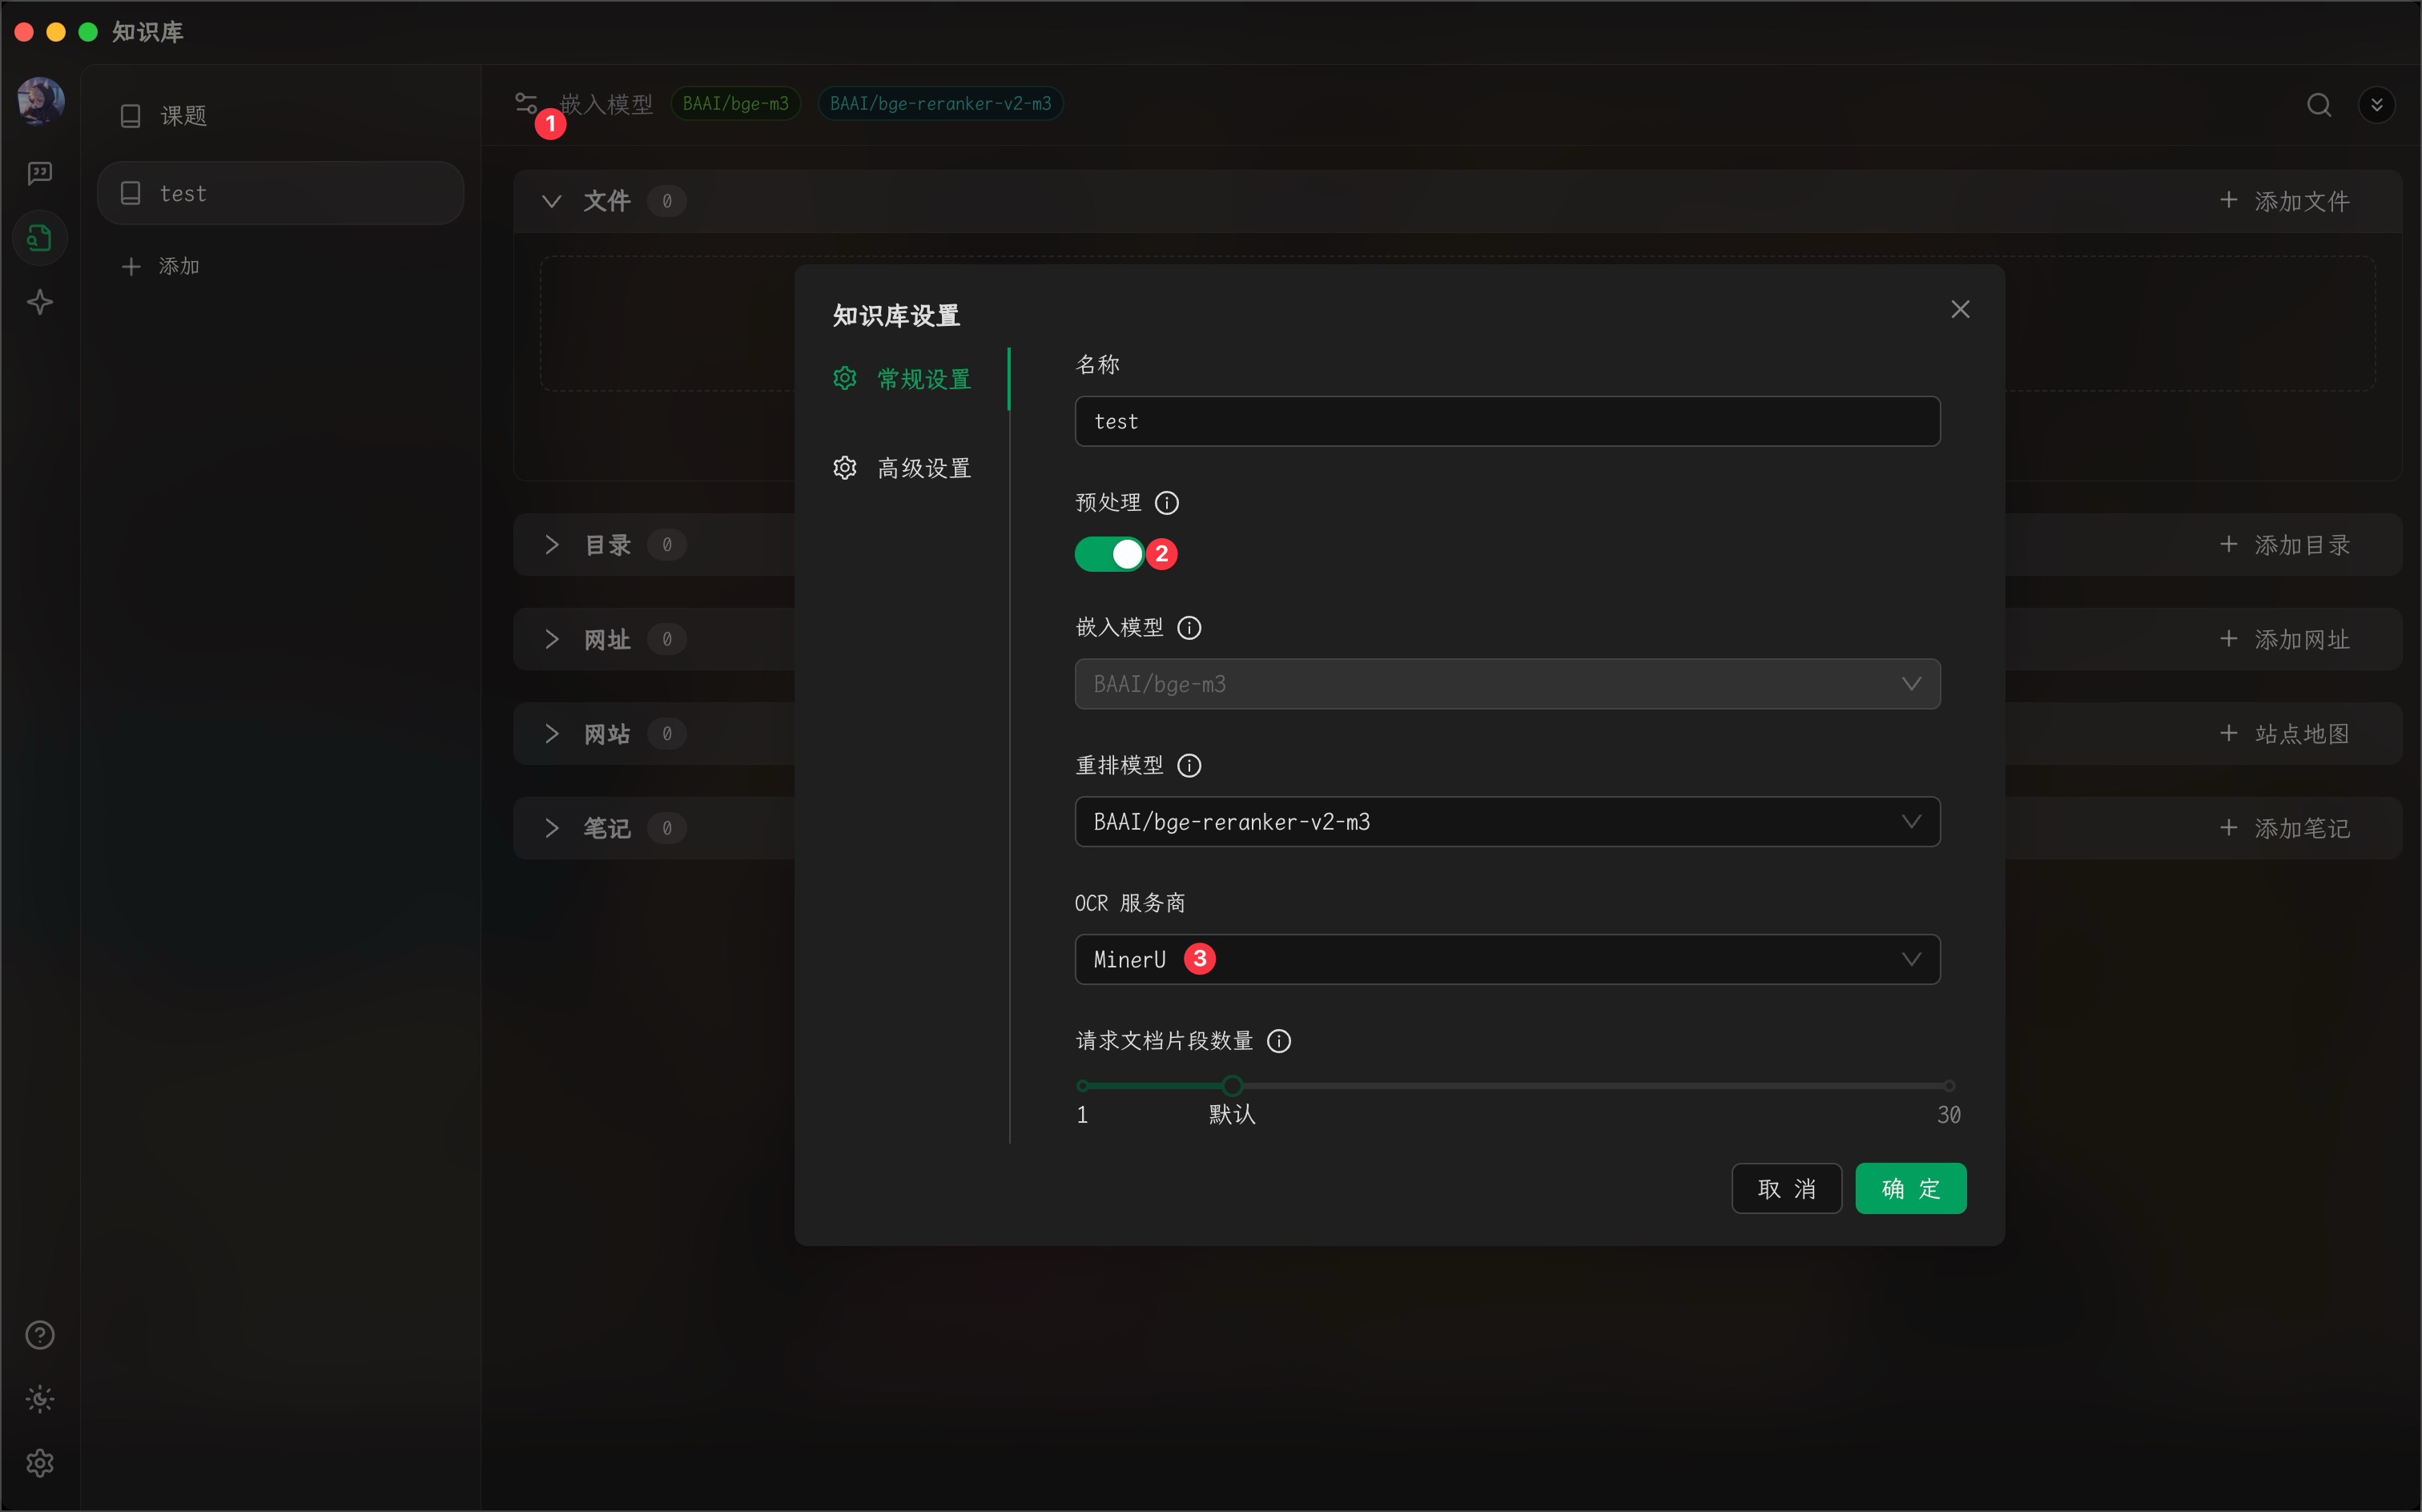 知识库
课题
test
添加
嵌入模型 BAAI/bge-m3 BAAI/bge-reranker-v2-m3
1
文件 0 添加文件
目录 0 添加目录
网址 0 添加网址
网站 0 站点地图
笔记 0 添加笔记
知识库设置
常规设置
高级设置
名称
test
预处理
2
嵌入模型
BAAI/bge-m3
重排模型
BAAI/bge-reranker-v2-m3
OCR 服务商
MinerU 3
请求文档片段数量
1 默认 30
取 消 确 定